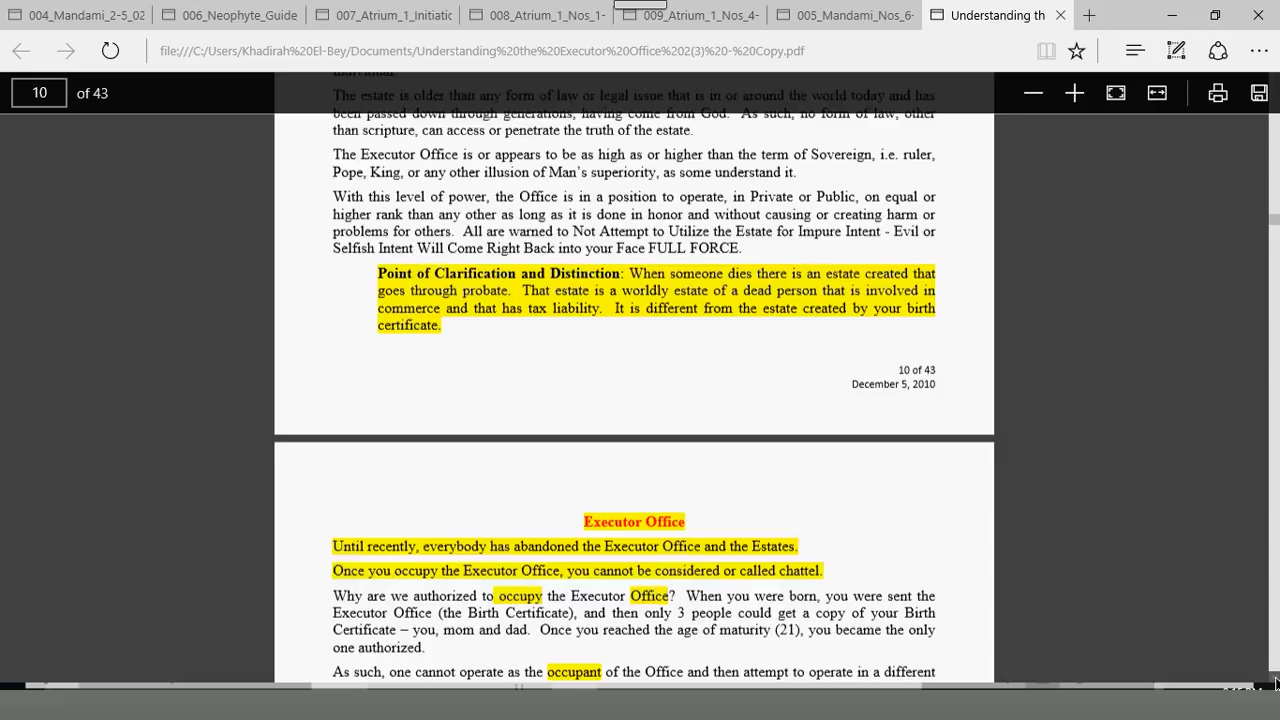 004_Mandami_2-5_02
006_Neophyte_Guide
007_Atrium_1_Initiatic
008_Atrium_1_Nos_1-
009_Atrium_1_Nos_4-
005_Mandami_Nos_6-
Understanding th
file:///C:/Users/Khadirah%20El-Bey/Documents/Understanding%20the%20Executor%20Office%202(3)%20-%20Copy.pdf
10 of 43
individual.
The estate is older than any form of law or legal issue that is in or around the world today and has
been passed down through generations, having come from God. As such, no form of law, other
than scripture, can access or penetrate the truth of the estate.
The Executor Office is or appears to be as high as or higher than the term of Sovereign, i.e. ruler,
Pope, King, or any other illusion of Man's superiority, as some understand it.
With this level of power, the Office is in a position to operate, in Private or Public, on equal or
higher rank than any other as long as it is done in honor and without causing or creating harm or
problems for others. All are warned to Not Attempt to Utilize the Estate for Impure Intent - Evil or
Selfish Intent Will Come Right Back into your Face FULL FORCE.
Point of Clarification and Distinction: When someone dies there is an estate created that
goes through probate. That estate is a worldly estate of a dead person that is involved in
commerce and that has tax liability. It is different from the estate created by your birth
certificate.
10 of 43
December 5, 2010
Executor Office
Until recently, everybody has abandoned the Executor Office and the Estates.
Once you occupy the Executor Office, you cannot be considered or called chattel.
Why are we authorized to occupy the Executor Office? When you were born, you were sent the
Executor Office (the Birth Certificate), and then only 3 people could get a copy of your Birth
Certificate – you, mom and dad. Once you reached the age of maturity (21), you became the only
one authorized.
As such, one cannot operate as the occupant of the Office and then attempt to operate in a different